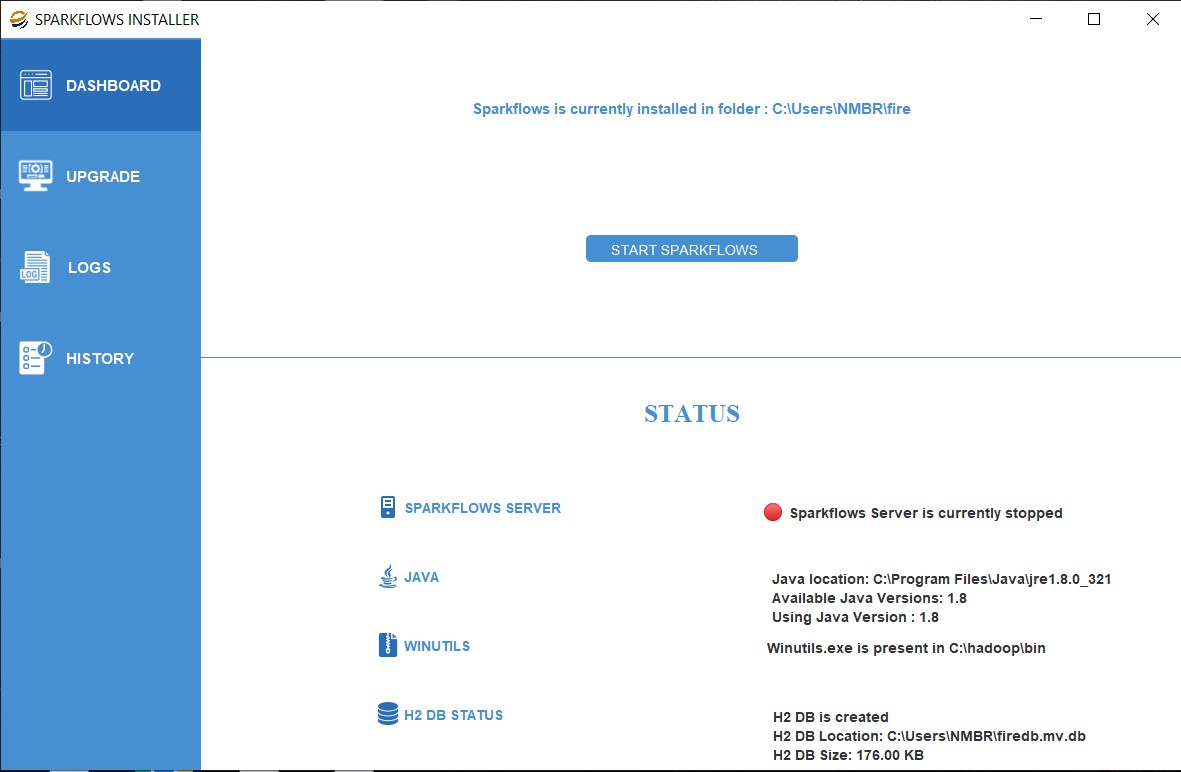 SPARKFLOWS INSTALLER
DASHBOARD
UPGRADE
LOG
LOGS
HISTORY
Sparkflows is currently installed in folder : C:\Users\NMBR\fire
START SPARKFLOWS
STATUS
SPARKFLOWS SERVER
Sparkflows Server is currently stopped
JAVA
Java location: C:\Program Files\Java\jre1.8.0_321
Available Java Versions: 1.8
Using Java Version : 1.8
WINUTILS
Winutils.exe is present in C:\hadoop\bin
H2 DB STATUS
H2 DB is created
H2 DB Location: C:\Users\NMBR\firedb.mv.db
H2 DB Size: 176.00 KB